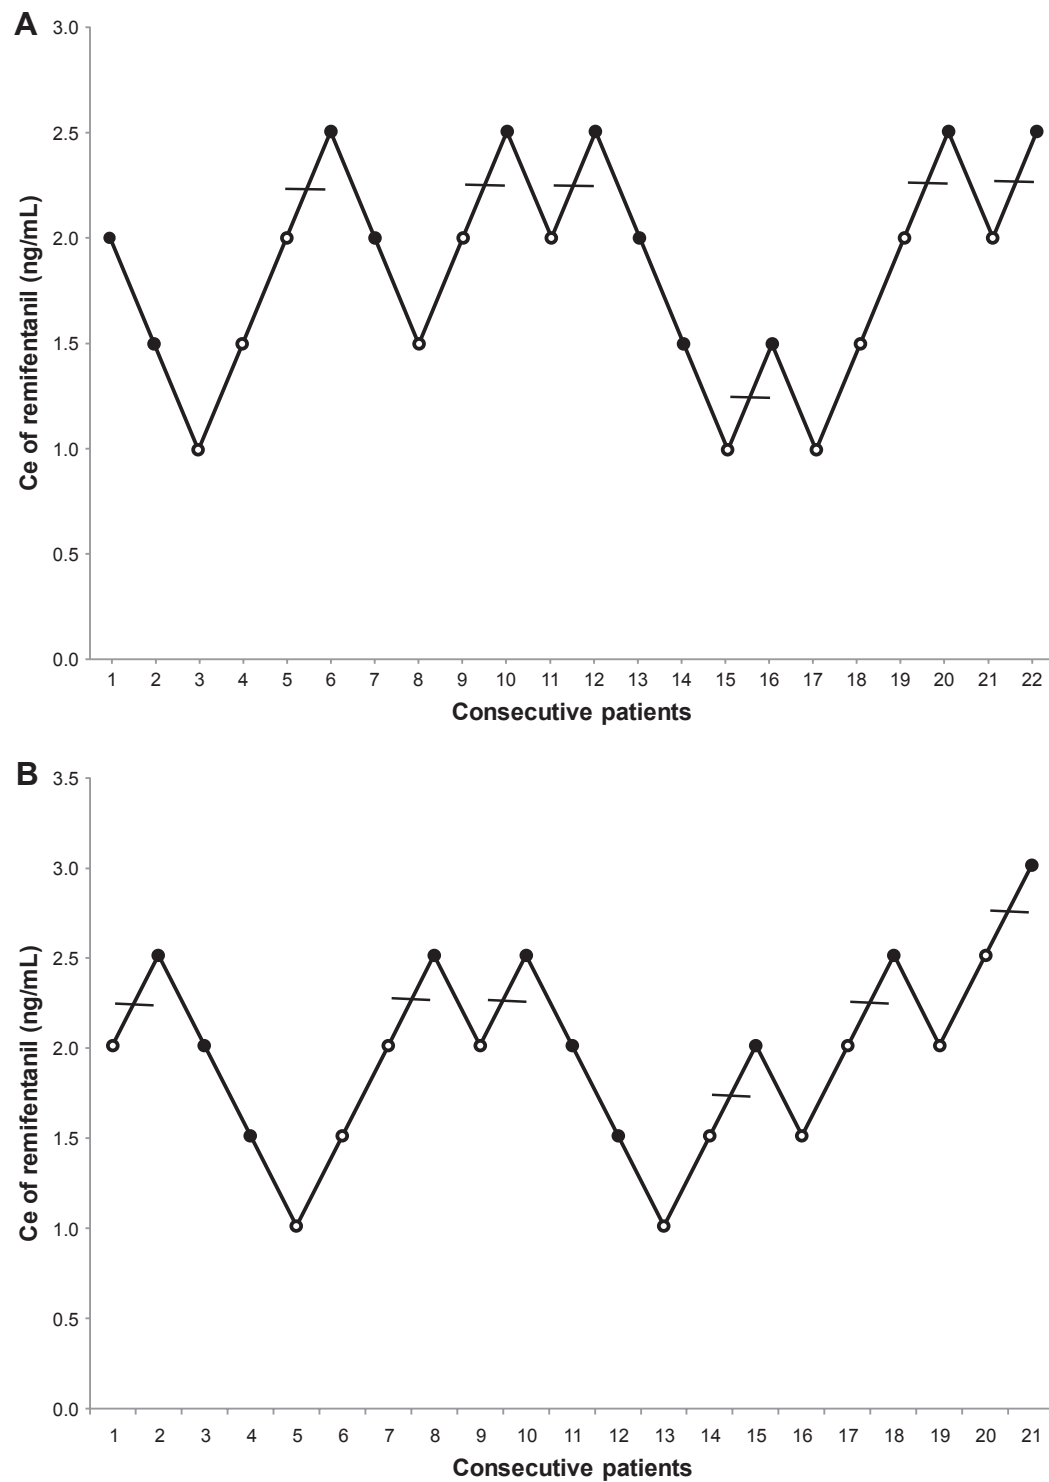 A
3.0
2.5
2.0
1.5
1.0
0.5
0.0
Ce of remifentanil (ng/mL)
1 2 3 4 5 6 7 8 9 10 11 12 13 14 15 16 17 18 19 20 21 22
Consecutive patients
B
3.5
3.0
2.5
2.0
1.5
1.0
0.5
0.0
Ce of remifentanil (ng/mL)
1 2 3 4 5 6 7 8 9 10 11 12 13 14 15 16 17 18 19 20 21
Consecutive patients